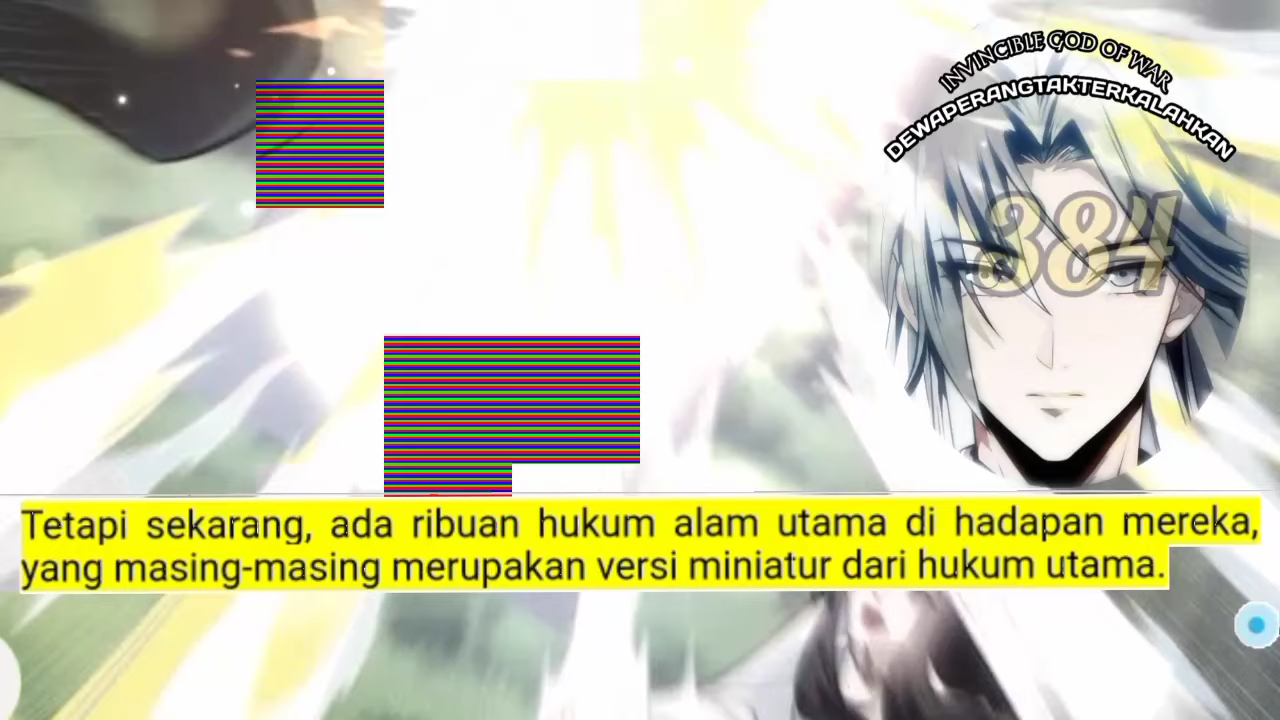 INVINCIBLE GOD OF WAR
DEWAPERANGTAKTERKALAHKAN
384
Tetapi sekarang, ada ribuan hukum alam utama di hadapan mereka,
yang masing-masing merupakan versi miniatur dari hukum utama.